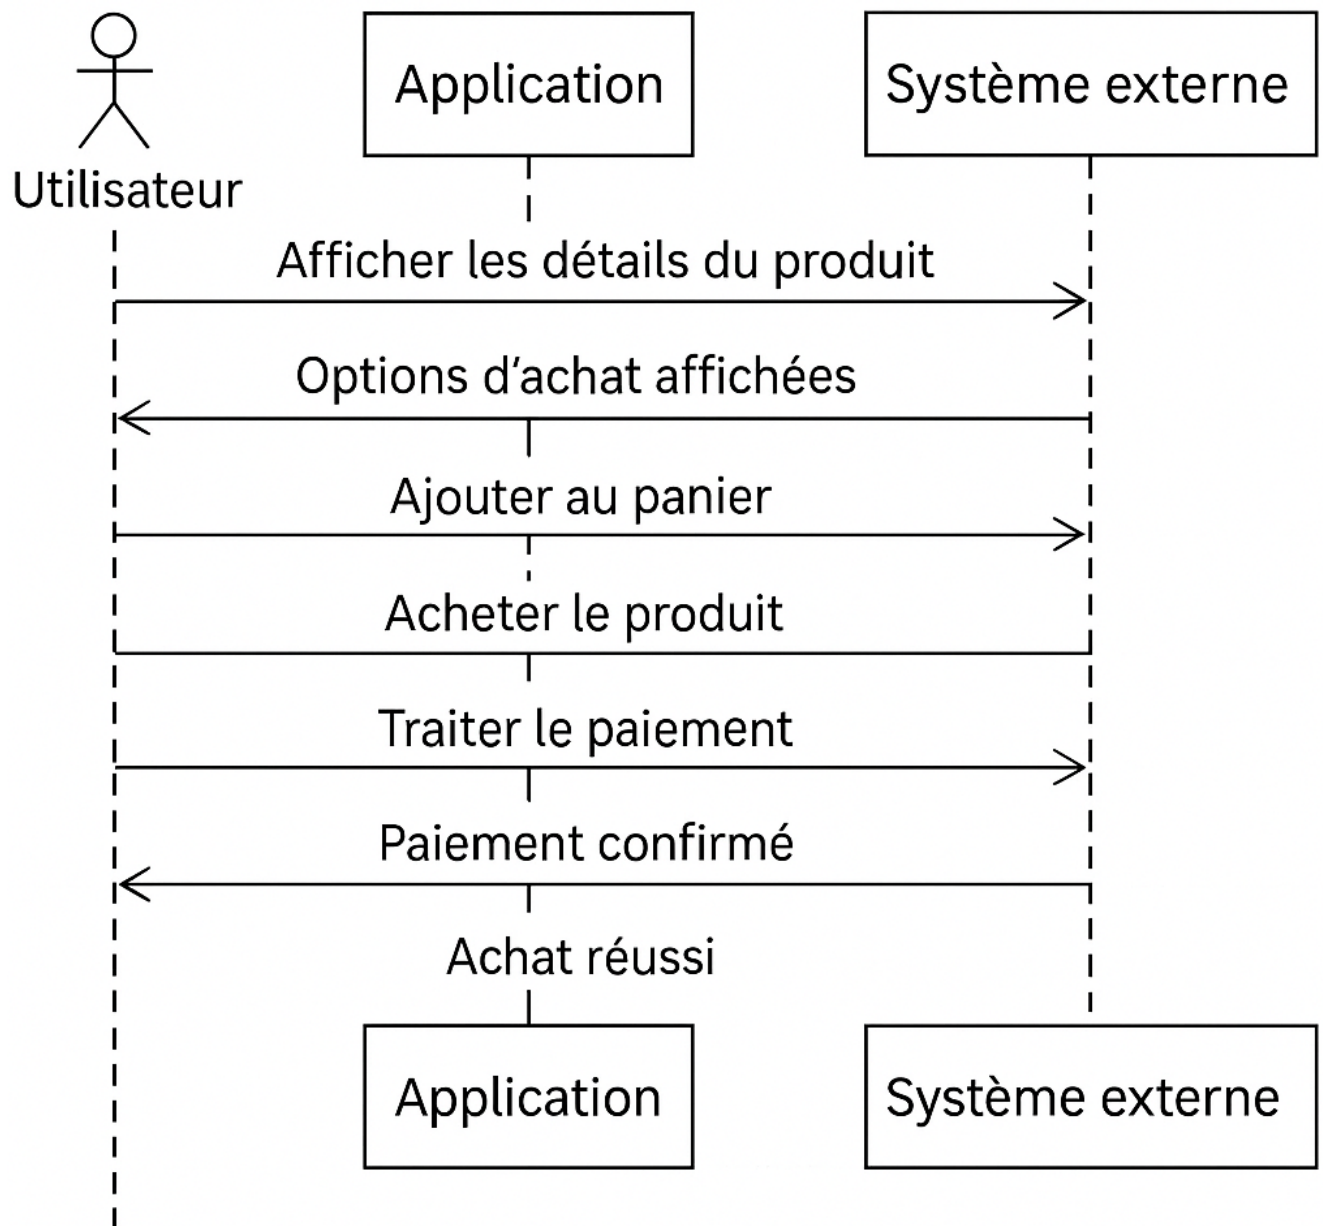 Application
Système externe
Utilisateur
Afficher les détails du produit
Options d'achat affichées
Ajouter au panier
Acheter le produit
Traiter le paiement
Paiement confirmé
Achat réussi
Application
Système externe